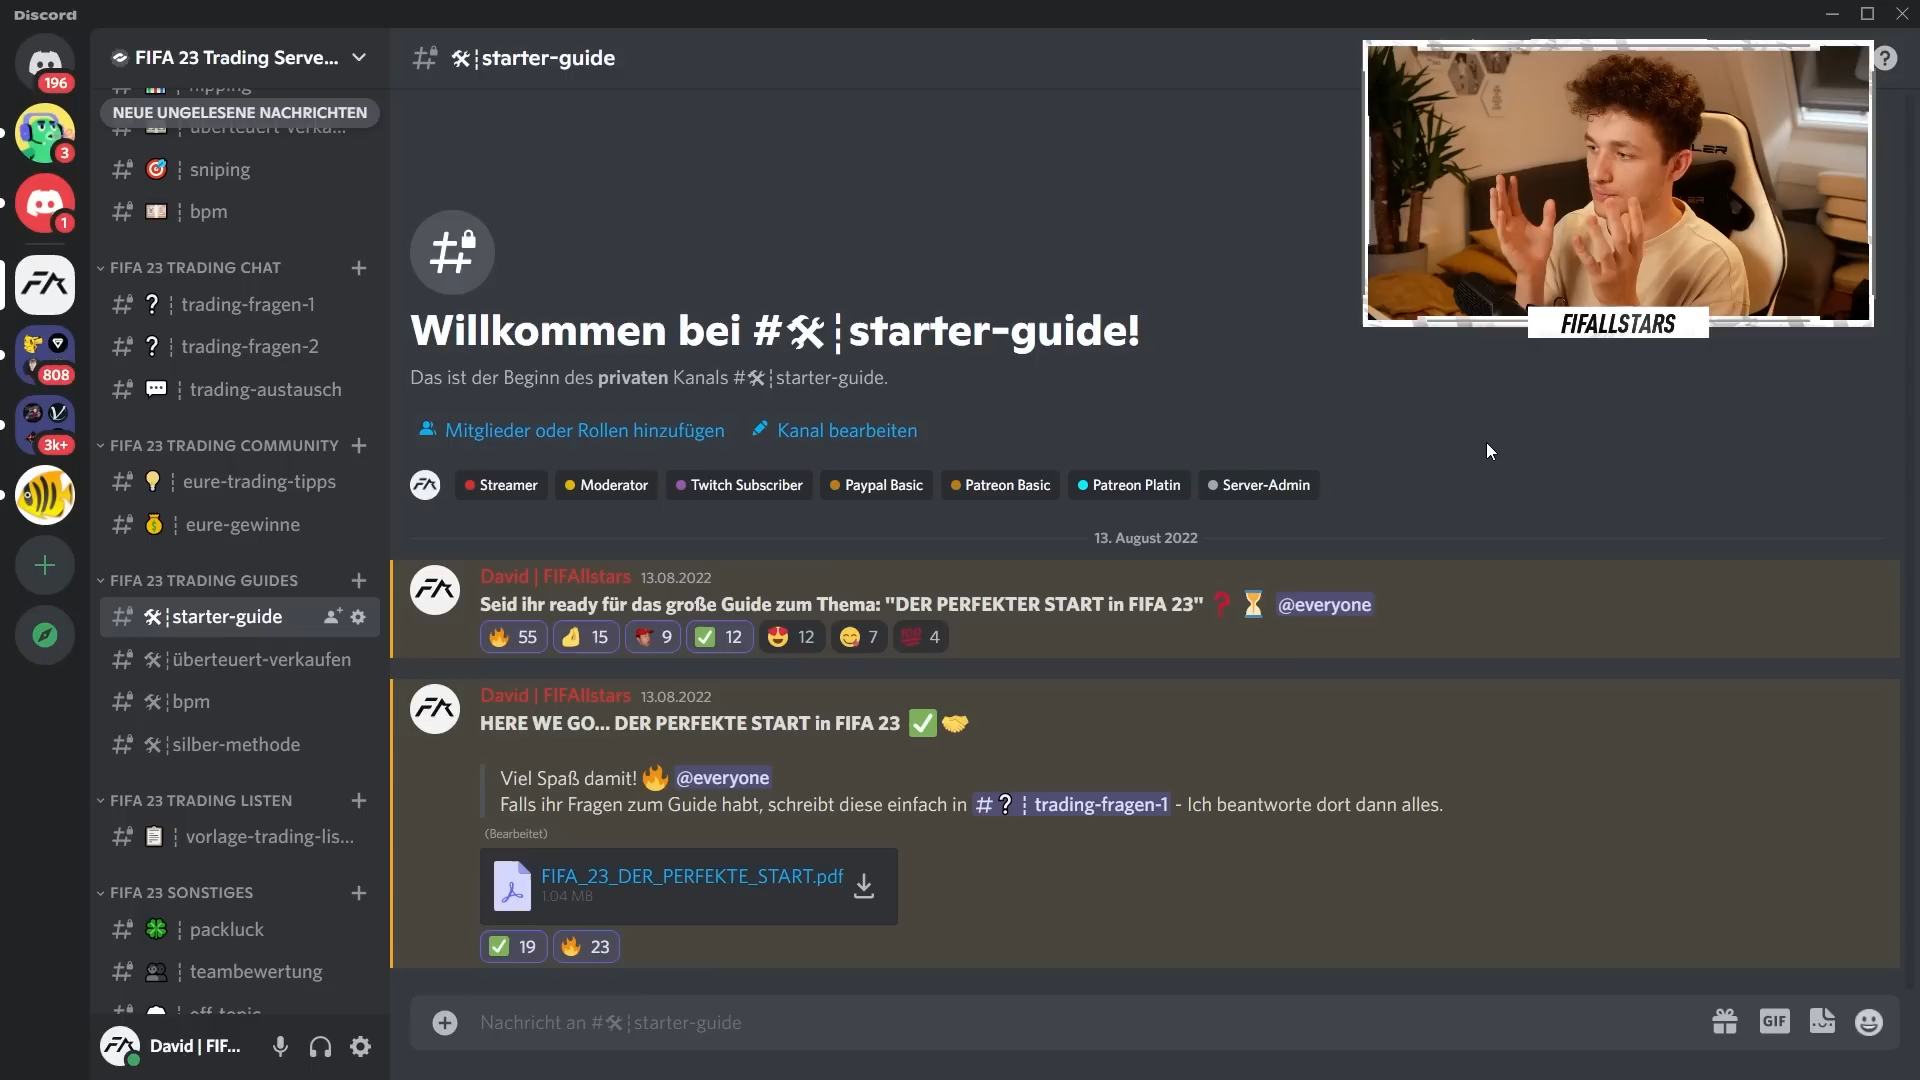 Discord
196
3
1
808
3k+
FIFA 23 Trading Serve...
NEUE UNGELESENE NACHRICHTEN
sniping
bpm
FIFA 23 TRADING CHAT
trading-fragen-1
trading-fragen-2
trading-austausch
FIFA 23 TRADING COMMUNITY
eure-trading-tipps
eure-gewinne
FIFA 23 TRADING GUIDES
starter-guide
überteuert-verkaufen
bpm
silber-methode
FIFA 23 TRADING LISTEN
vorlage-trading-lis...
FIFA 23 SONSTIGES
packluck
teambewertung
David | FIF...
# 🛠¦starter-guide
Willkommen bei #🛠¦starter-guide!
Das ist der Beginn des privaten Kanals #🛠¦starter-guide.
Mitglieder oder Rollen hinzufügen
Kanal bearbeiten
Streamer
Moderator
Twitch Subscriber
Paypal Basic
Patreon Basic
Patreon Platin
Server-Admin
13. August 2022
David | FIFAllstars 13.08.2022
Seid ihr ready für das große Guide zum Thema: "DER PERFEKTER START in FIFA 23" ❓ ⏳ @everyone
🔥 55 15 9 ✅ 12 😍 12 😋 7 💯 4
David | FIFAllstars 13.08.2022
HERE WE GO... DER PERFEKTE START in FIFA 23 ✅ 🤝
Viel Spaß damit! 🔥 @everyone
Falls ihr Fragen zum Guide habt, schreibt diese einfach in #❔¦ trading-fragen-1 - Ich beantworte dort dann alles.
(Bearbeitet)
FIFA_23_DER_PERFEKTE_START.pdf
1.04 MB
✅ 19 🔥 23
Nachricht an #🛠¦starter-guide
GIF
FIFALLSTARS